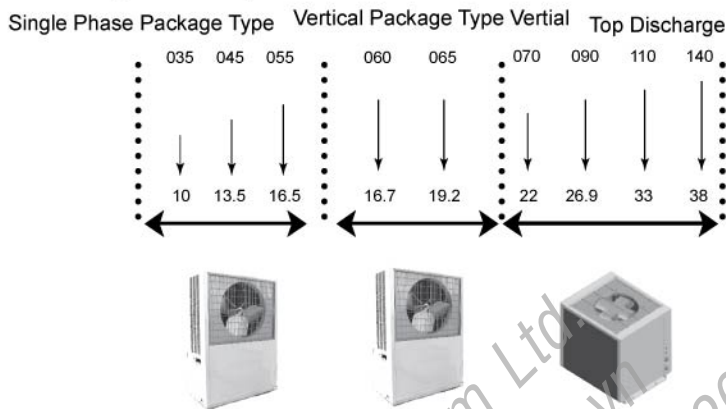 Single Phase Package Type
Vertical Package Type Vertial
Top Discharge
035 045 055 060 065 070 090 110 140
10 13.5 16.5 16.7 19.2 22 26.9 33 38
m Ltd.